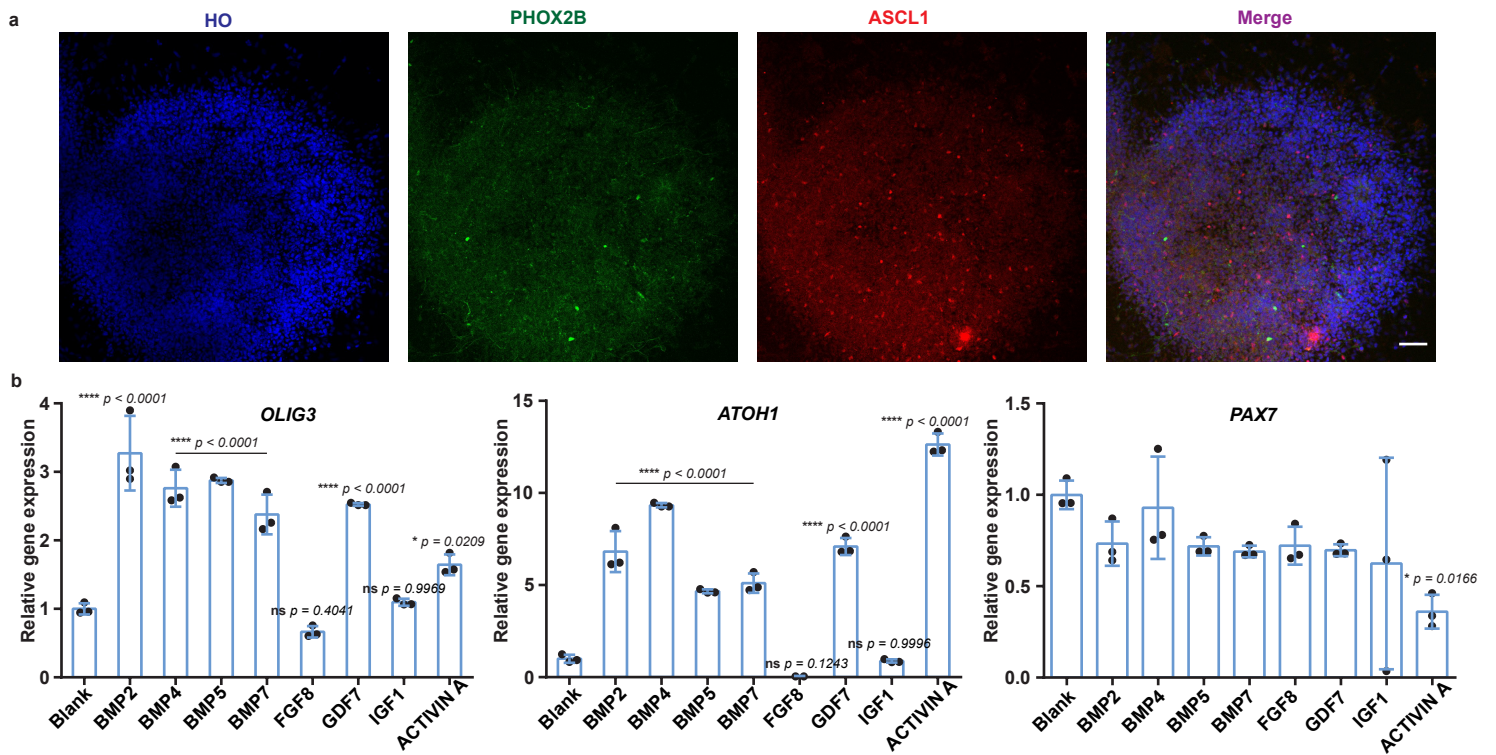 a
HO
PHOX2B
ASCL1
Merge
b
OLIG3
Relative gene expression
4
3
2
1
0
**** p < 0.0001
**** p < 0.0001
ns p = 0.4041
**** p < 0.0001
ns p = 0.9969
* p = 0.0209
Blank
BMP2
BMP4
BMP5
BMP7
FGF8
GDF7
IGF1
ACTIVIN A
ATOH1
Relative gene expression
15
10
5
0
**** p < 0.0001
ns p = 0.1243
**** p < 0.0001
ns p = 0.9996
**** p < 0.0001
Blank
BMP2
BMP4
BMP5
BMP7
FGF8
GDF7
IGF1
ACTIVIN A
PAX7
Relative gene expression
1.5
1.0
0.5
0.0
* p = 0.0166
Blank
BMP2
BMP4
BMP5
BMP7
FGF8
GDF7
IGF1
ACTIVIN A